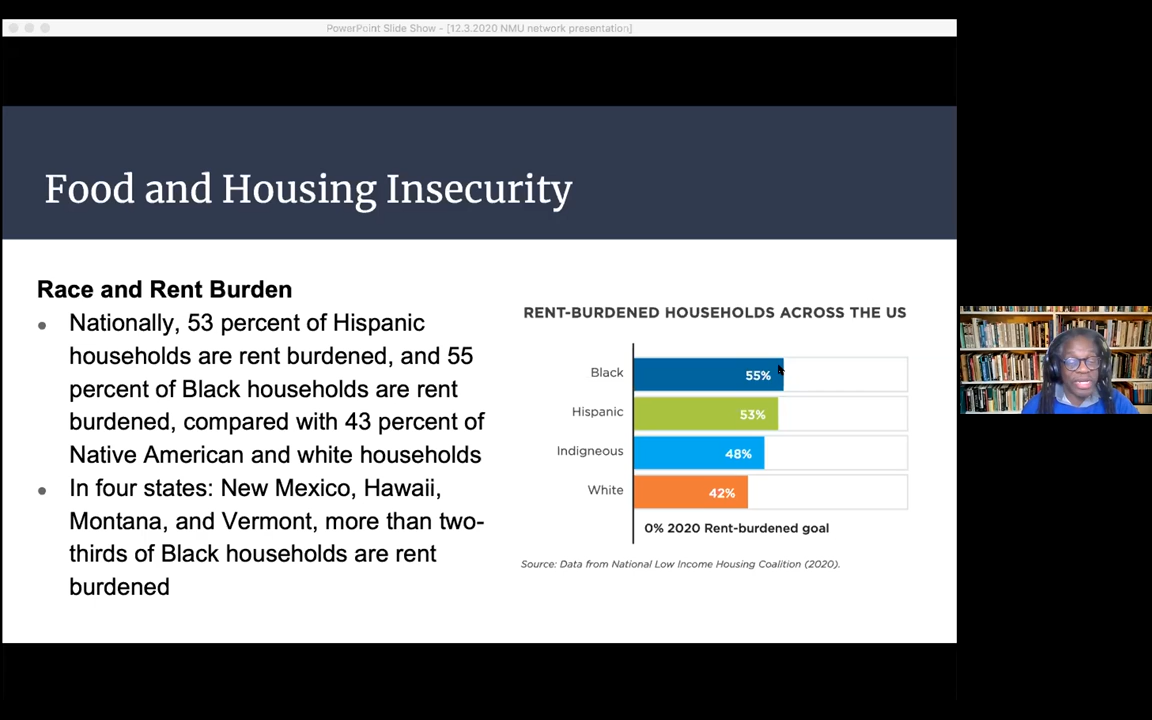 PowerPoint Slide Show - [12.3.2020 NMU network presentation]
Food and Housing Insecurity
Race and Rent Burden
Nationally, 53 percent of Hispanic
households are rent burdened, and 55
percent of Black households are rent
burdened, compared with 43 percent of
Native American and white households
In four states: New Mexico, Hawaii,
Montana, and Vermont, more than two-
thirds of Black households are rent
burdened
RENT-BURDENED HOUSEHOLDS ACROSS THE US
Black 55%
Hispanic 53%
Indigneous 48%
White 42%
0% 2020 Rent-burdened goal
Source: Data from National Low Income Housing Coalition (2020).